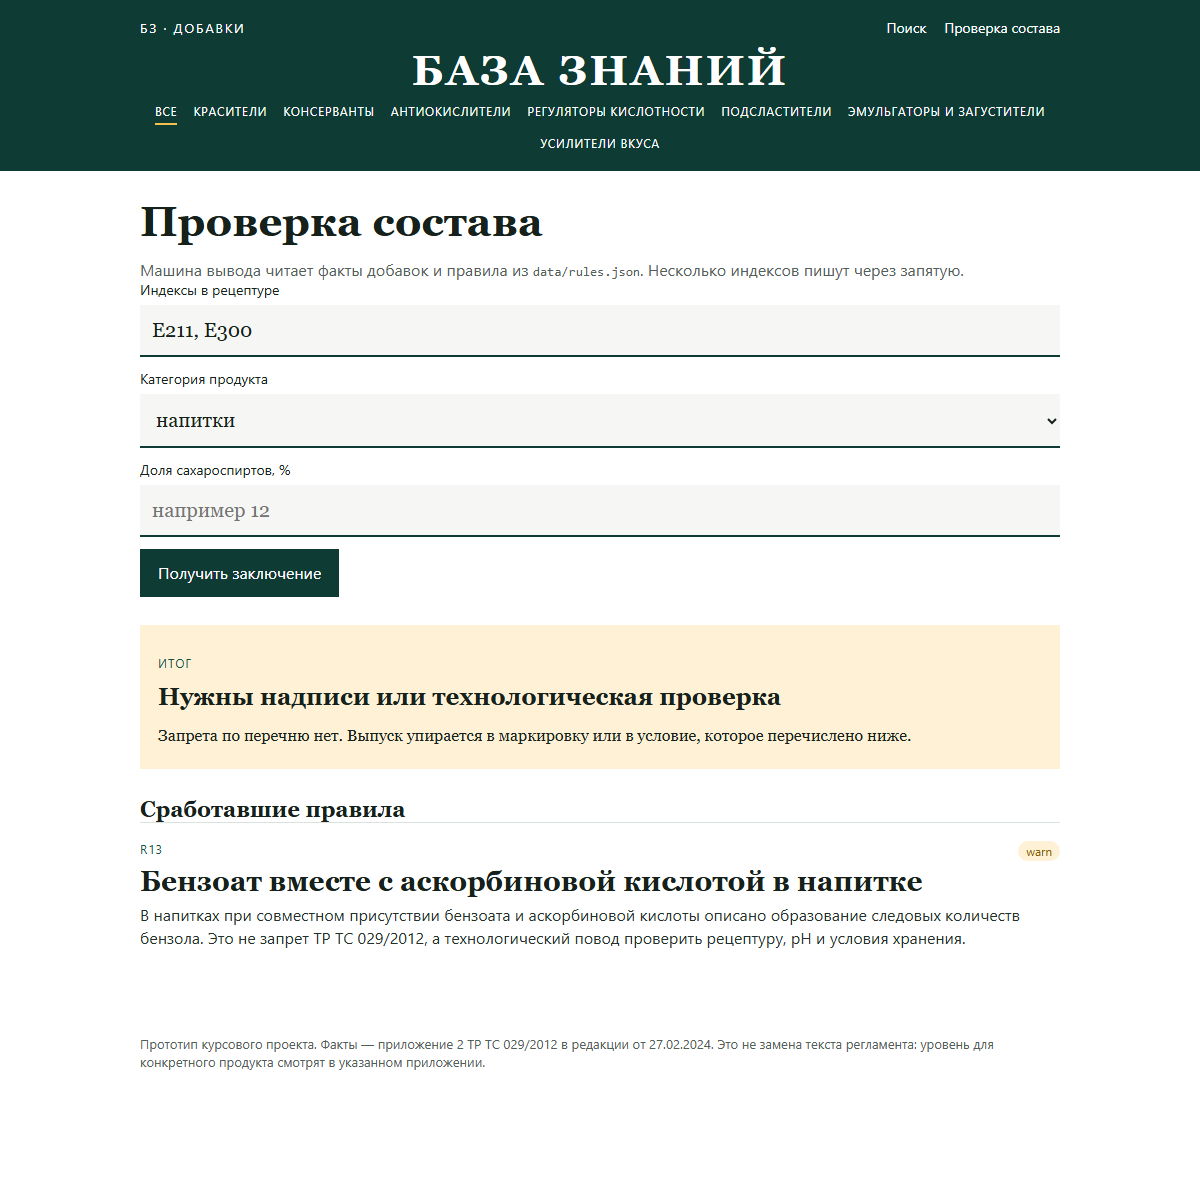 БЗ · ДОБАВКИ
Поиск Проверка состава
БАЗА ЗНАНИЙ
ВСЕ КРАСИТЕЛИ КОНСЕРВАНТЫ АНТИОКИСЛИТЕЛИ РЕГУЛЯТОРЫ КИСЛОТНОСТИ ПОДСЛАСТИТЕЛИ ЭМУЛЬГАТОРЫ И ЗАГУСТИТЕЛИ
УСИЛИТЕЛИ ВКУСА
Проверка состава
Машина вывода читает факты добавок и правила из data/rules.json. Несколько индексов пишут через запятую.
Индексы в рецептуре
E211, E300
Категория продукта
напитки
Доля сахароспиртов, %
например 12
Получить заключение
ИТОГ
Нужны надписи или технологическая проверка
Запрета по перечню нет. Выпуск упирается в маркировку или в условие, которое перечислено ниже.
Сработавшие правила
R13
warn
Бензоат вместе с аскорбиновой кислотой в напитке
В напитках при совместном присутствии бензоата и аскорбиновой кислоты описано образование следовых количеств
бензола. Это не запрет ТР ТС 029/2012, а технологический повод проверить рецептуру, pH и условия хранения.
Прототип курсового проекта. Факты — приложение 2 ТР ТС 029/2012 в редакции от 27.02.2024. Это не замена текста регламента: уровень для
конкретного продукта смотрят в указанном приложении.